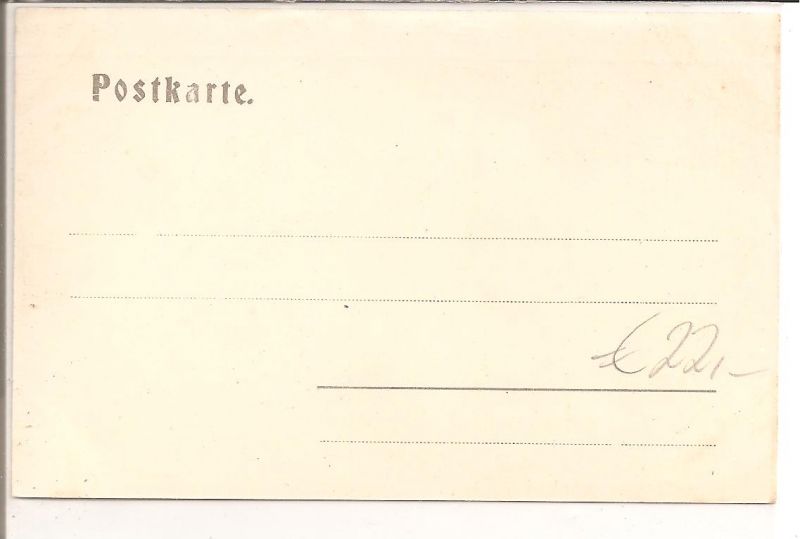 Postkarte.
€ 22,-